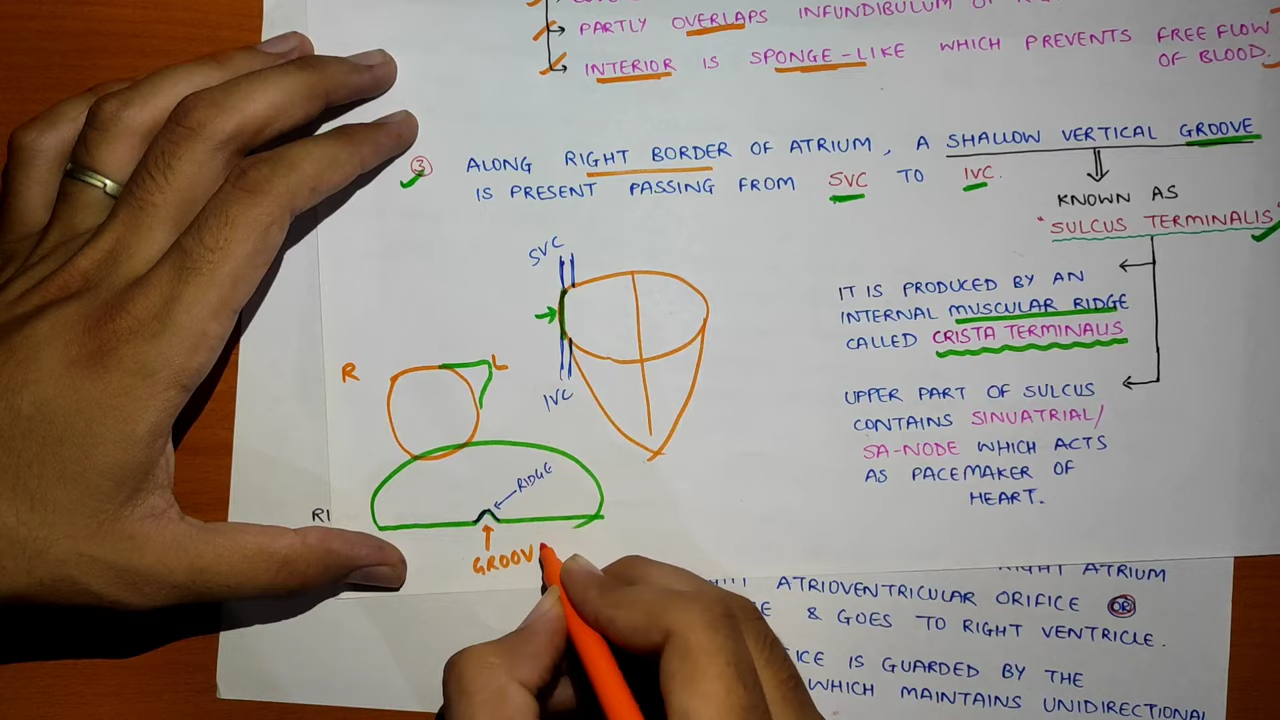 PARTLY OVERLAPS INFUNDIBULUM OF
INTERIOR IS SPONGE-LIKE WHICH PREVENTS FREE FLOW
OF BLOOD.
③ ALONG RIGHT BORDER OF ATRIUM, A SHALLOW VERTICAL GROOVE
IS PRESENT PASSING FROM SVC TO IVC.
KNOWN AS
"SULCUS TERMINALIS"
IT IS PRODUCED BY AN
INTERNAL MUSCULAR RIDGE
CALLED CRISTA TERMINALIS
UPPER PART OF SULCUS
CONTAINS SINUATRIAL/
SA-NODE WHICH ACTS
AS PACEMAKER OF
HEART.
SVC
IVC
R
L
RIDGE
GROOV
RI
RIGHT ATRIUM
ATRIOVENTRICULAR ORIFICE OR
& GOES TO RIGHT VENTRICLE.
IS GUARDED BY THE
WHICH MAINTAINS UNIDIRECTIONAL